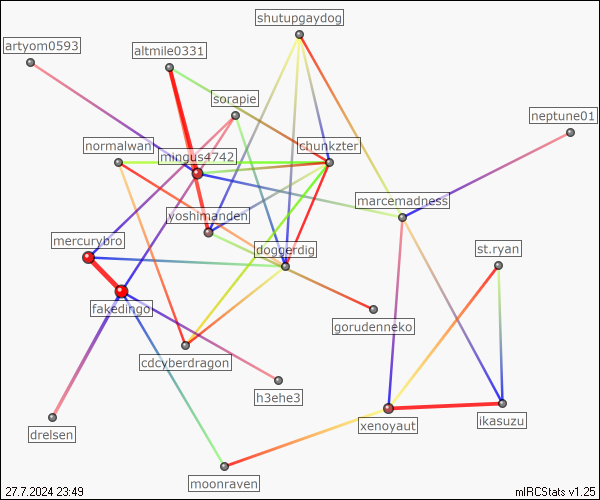 shutupgaydog
artyom0593
altmile0331
sorapie
neptune01
normalwan
chunkzter
mingus4742
marcemadness
yoshimanden
mercurybro
doggerdig
st.ryan
fakedingo
gorudenneko
cdcyberdragon
h3ehe3
xenoyaut
ikasuzu
drelsen
moonraven
27.7.2024 23:49
mIRCStats v1.25